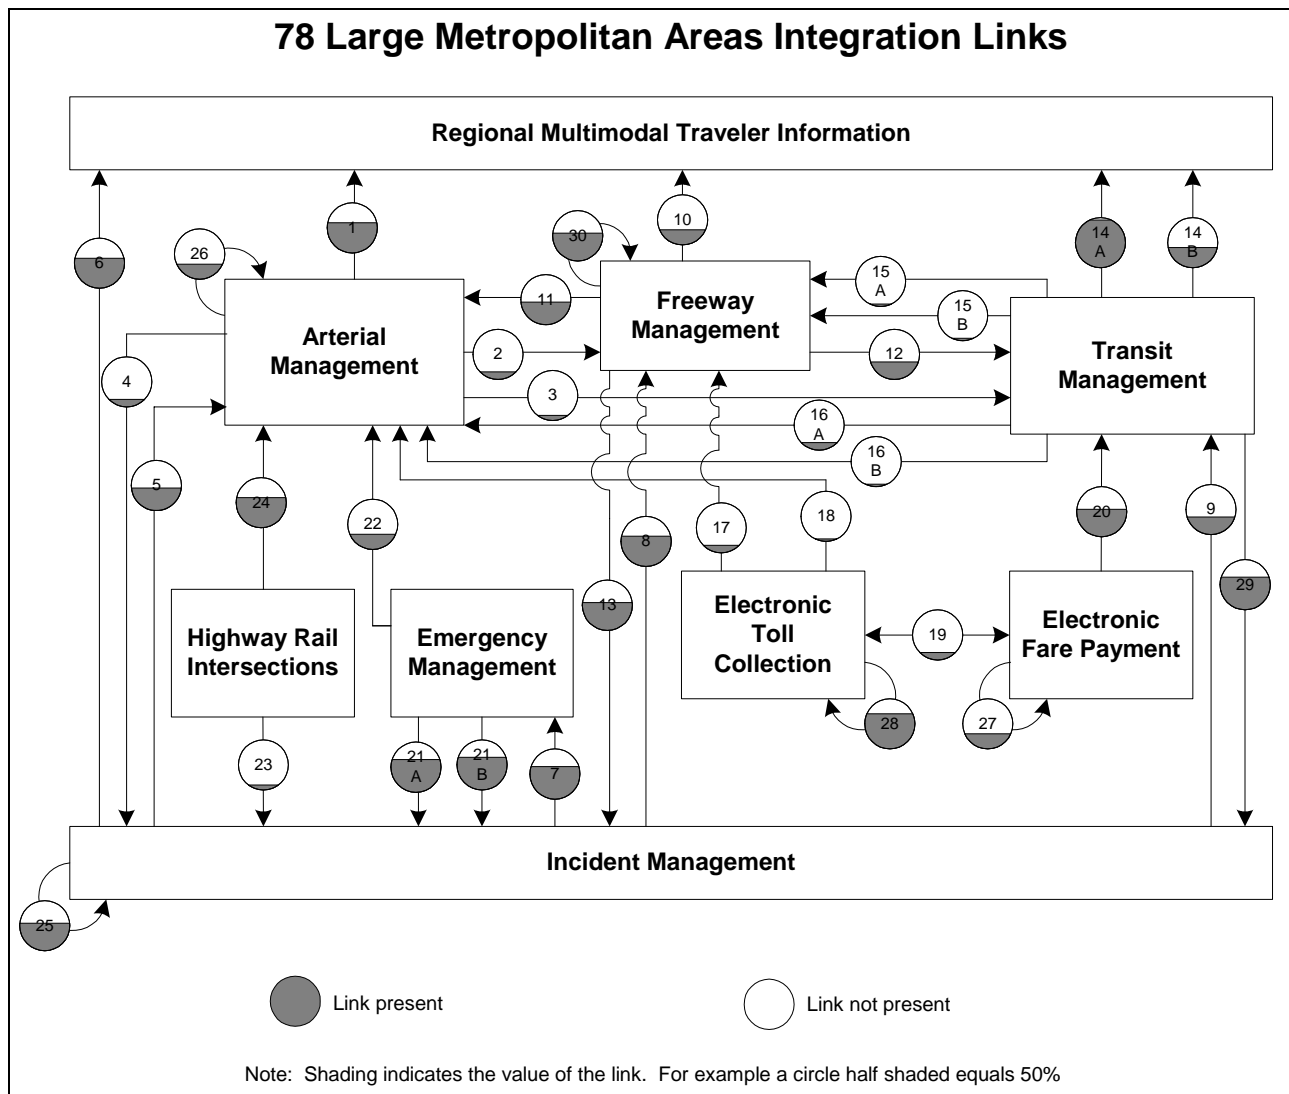 78 Large Metropolitan Areas Integration Links
Regional Multimodal Traveler Information
6
26
1
30
10
14
A
14
B
11
15
A
15
B
Arterial
Management
Freeway
Management
Transit
Management
4
2
12
3
16
A
16
B
5
24
22
8
17
18
20
9
29
13
Highway Rail
Intersections
Emergency
Management
Electronic
Toll
Collection
19
Electronic
Fare Payment
28
27
23
21
A
21
B
7
Incident Management
25
Link present
Link not present
Note: Shading indicates the value of the link. For example a circle half shaded equals 50%